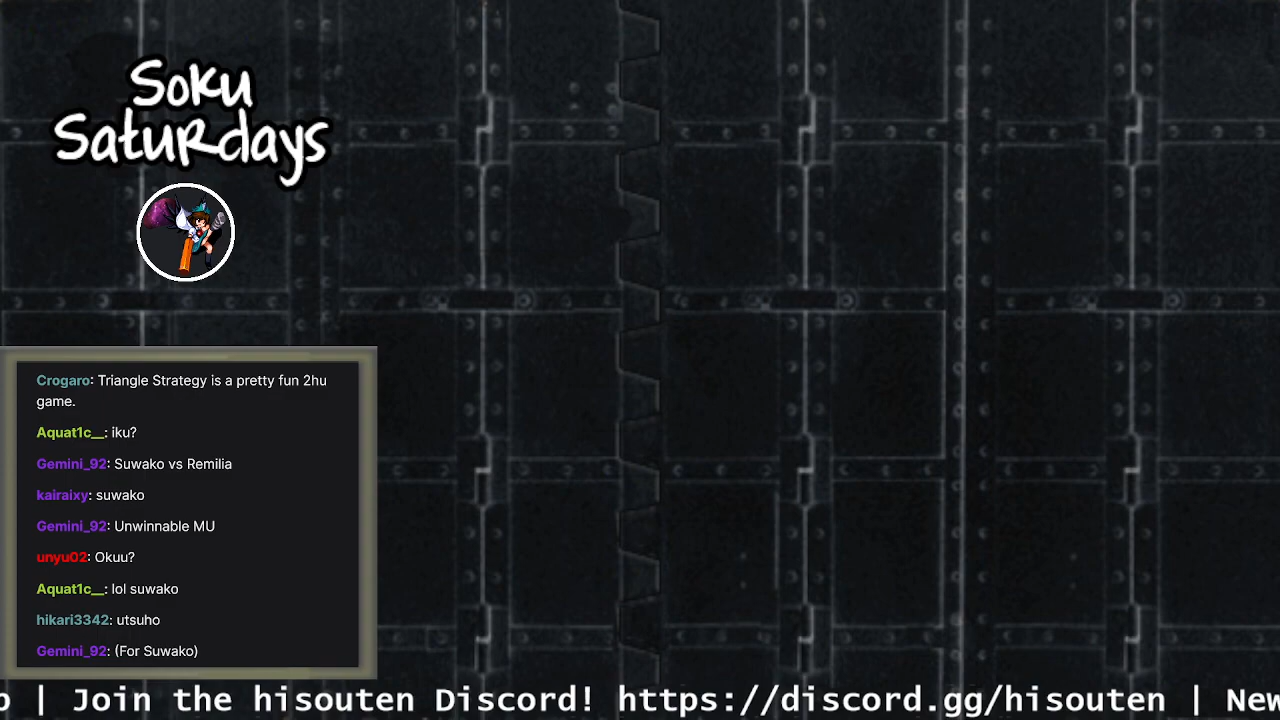 Soku
Saturdays
Crogaro: Triangle Strategy is a pretty fun 2hu
game.
Aquat1c__: iku?
Gemini_92: Suwako vs Remilia
kairaixy: suwako
Gemini_92: Unwinnable MU
unyu02: Okuu?
Aquat1c__: lol suwako
hikari3342: utsuho
Gemini_92: (For Suwako)
| Join the hisouten Discord! https://discord.gg/hisouten | New